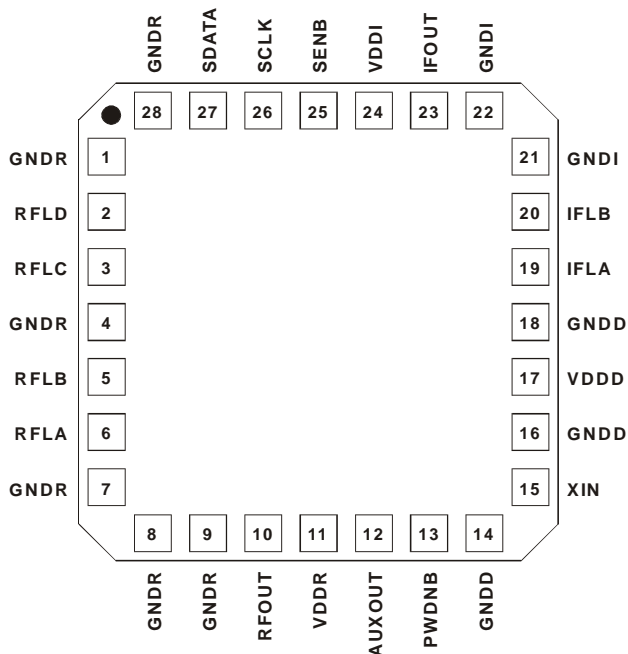 GNDR SDATA SCLK SENB VDDI IFOUT GNDI
28 27 26 25 24 23 22
GNDR 1 21 GNDI
RFLD 2 20 IFLB
RFLC 3 19 IFLA
GNDR 4 18 GNDD
RFLB 5 17 VDDD
RFLA 6 16 GNDD
GNDR 7 15 XIN
8 9 10 11 12 13 14
GNDR GNDR RFOUT VDDR AUXOUT PWDNB GNDD